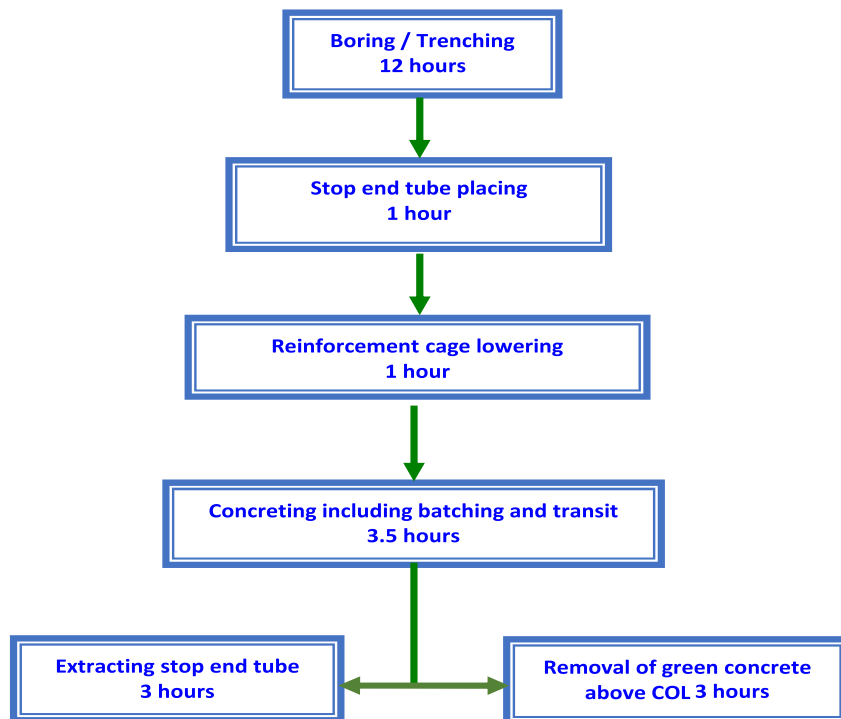 Boring / Trenching
12 hours
Stop end tube placing
1 hour
Reinforcement cage lowering
1 hour
Concreting including batching and transit
3.5 hours
Extracting stop end tube
3 hours
Removal of green concrete
above COL 3 hours